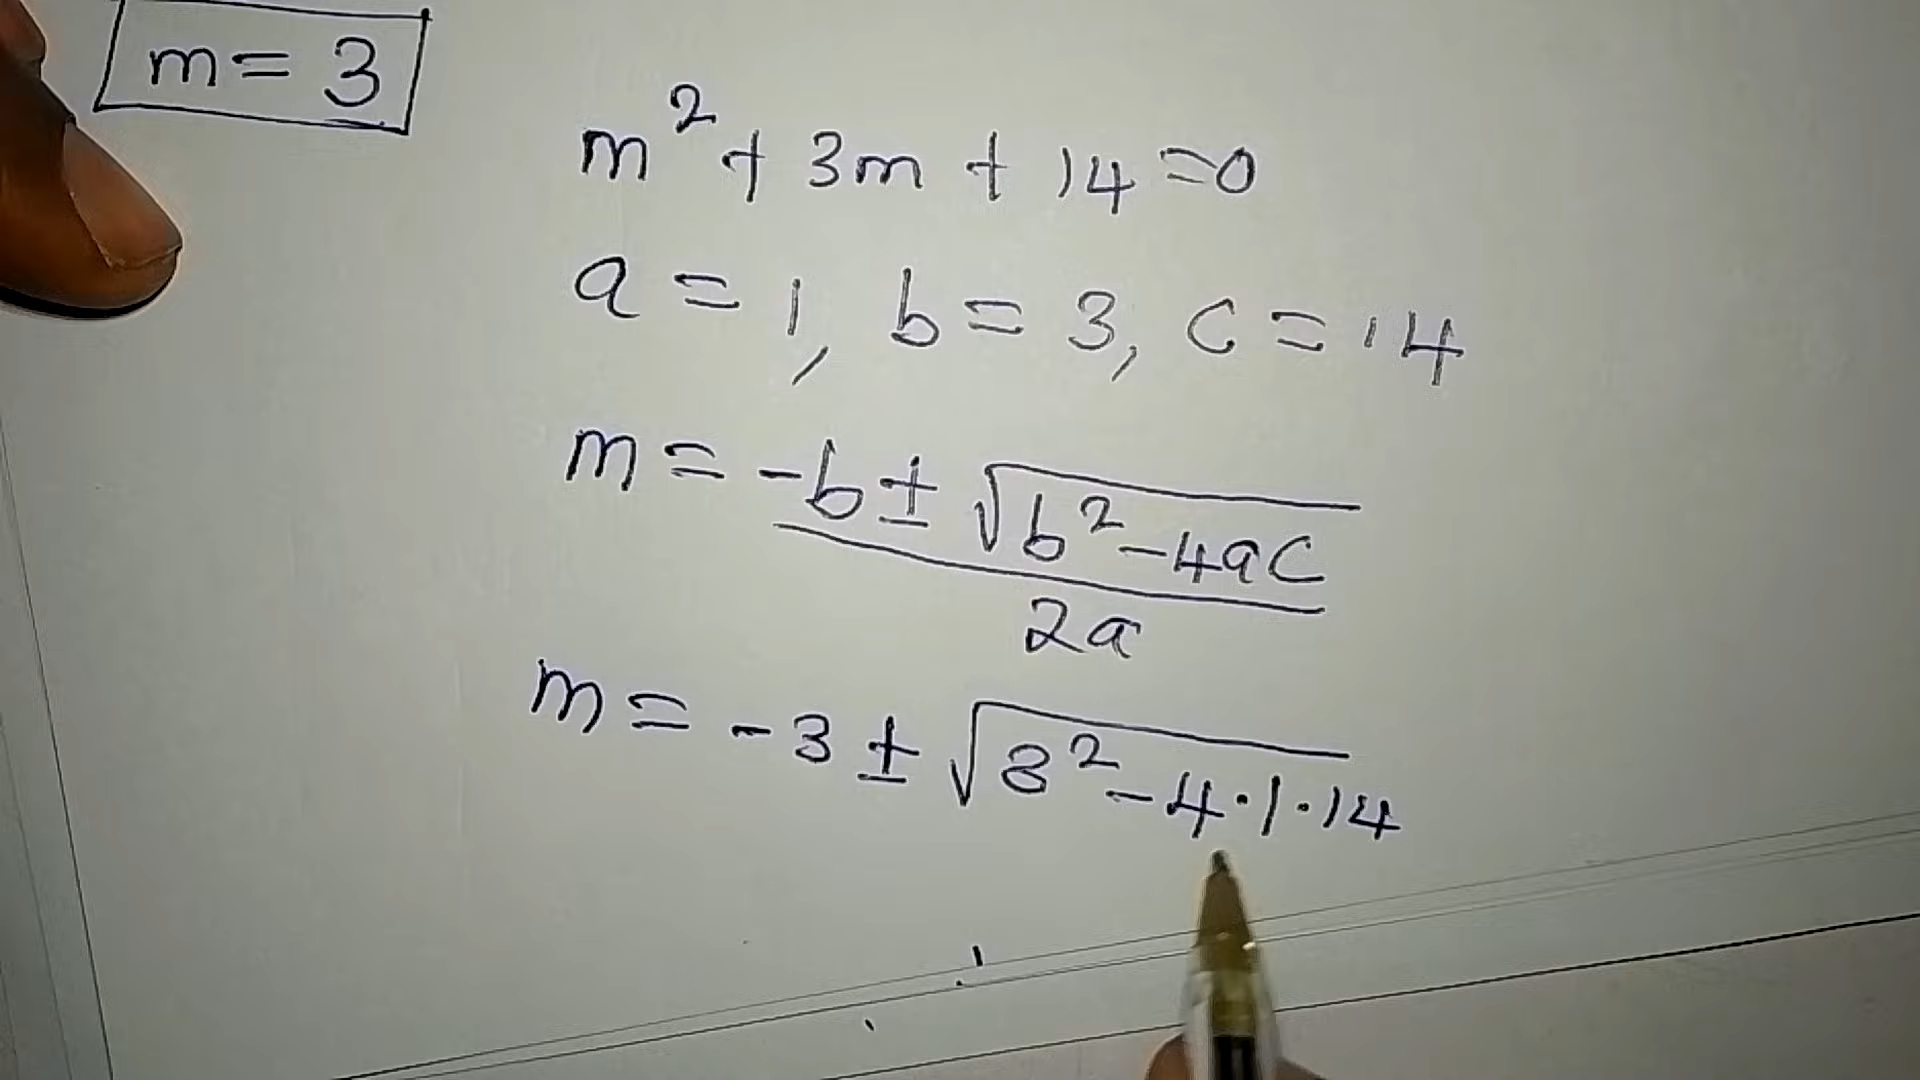 m = 3
m² + 3m + 14 = 0
a = 1, b = 3, c = 14
m = -b ± √b² - 4ac
2a
m = -3 ± √3² - 4·1·14